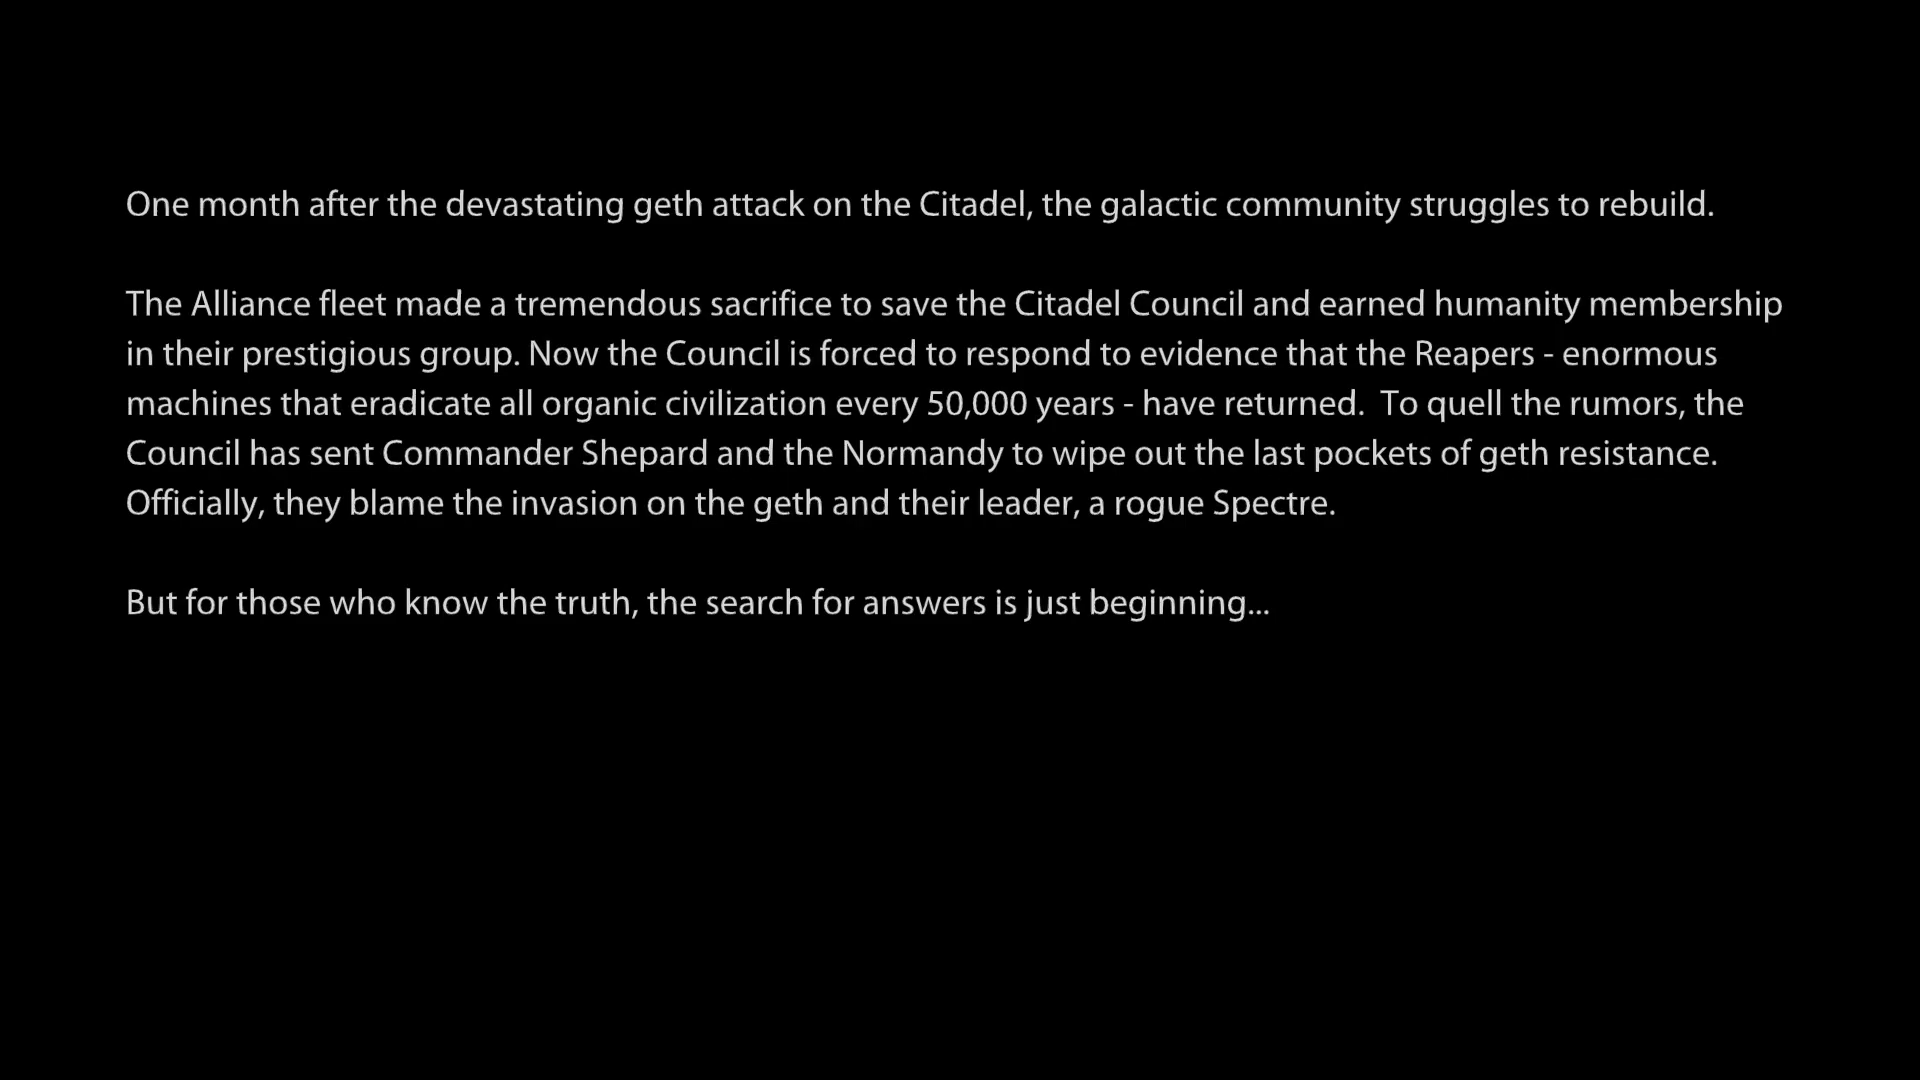 One month after the devastating geth attack on the Citadel, the galactic community struggles to rebuild.
The Alliance fleet made a tremendous sacrifice to save the Citadel Council and earned humanity membership
in their prestigious group. Now the Council is forced to respond to evidence that the Reapers - enormous
machines that eradicate all organic civilization every 50,000 years - have returned.  To quell the rumors, the
Council has sent Commander Shepard and the Normandy to wipe out the last pockets of geth resistance.
Officially, they blame the invasion on the geth and their leader, a rogue Spectre.
But for those who know the truth, the search for answers is just beginning...